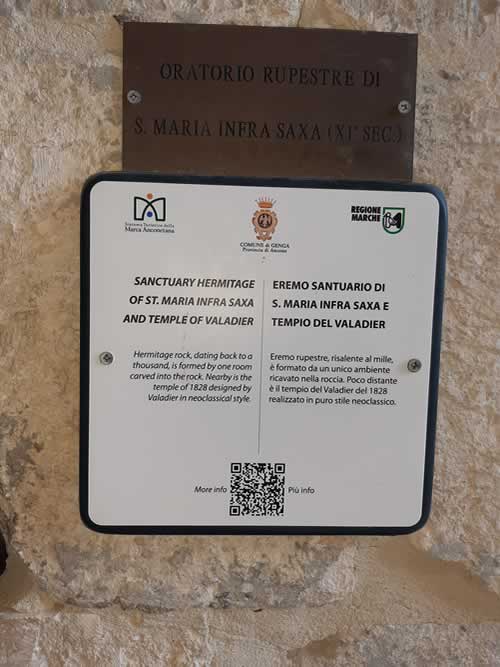 ORATORIO RUPESTRE DI
S. MARIA INFRA SAXA (XI° SEC.)
Sistema Turistico della
Marca Anconetana
COMUNE di GENGA
Provincia di Ancona
REGIONE
MARCHE
SANCTUARY HERMITAGE
OF ST. MARIA INFRA SAXA
AND TEMPLE OF VALADIER
Hermitage rock, dating back to a
thousand, is formed by one room
carved into the rock. Nearby is the
temple of 1828 designed by
Valadier in neoclassical style.
EREMO SANTUARIO DI
S. MARIA INFRA SAXA E
TEMPIO DEL VALADIER
Eremo rupestre, risalente al mille,
è formato da un unico ambiente
ricavato nella roccia. Poco distante
è il tempio del Valadier del 1828
realizzato in puro stile neoclassico.
More info
Più info